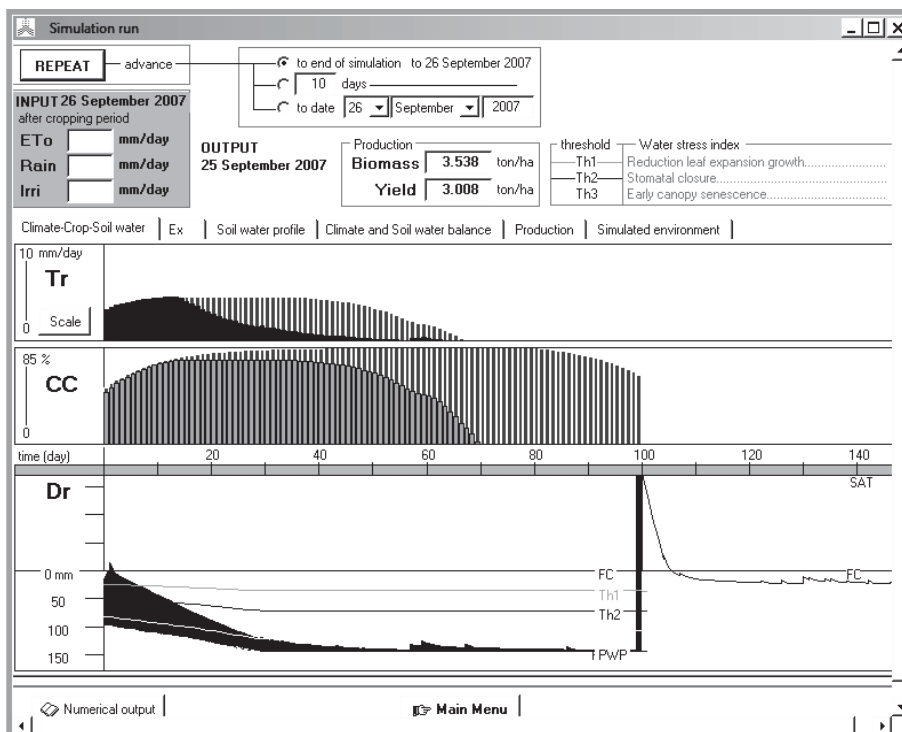 Simulation run
REPEAT
advance
to end of simulation to 26 September 2007
10 days
to date 26 September 2007
INPUT 26 September 2007
after cropping period
ETo mm/day
Rain mm/day
Irri mm/day
OUTPUT
25 September 2007
Production
Biomass 3.538 ton/ha
Yield 3.008 ton/ha
threshold Water stress index
Th1 Reduction leaf expansion growth
Th2 Stomatal closure
Th3 Early canopy senescence
Climate-Crop-Soil water Ex Soil water profile Climate and Soil water balance Production Simulated environment
10 mm/day
Tr
0 Scale
85 %
CC
0
time (day) 20 40 60 80 100 120 140
Dr SAT
0 mm FC FC
50 Th1
Th2
100
150 PWP
Numerical output Main Menu